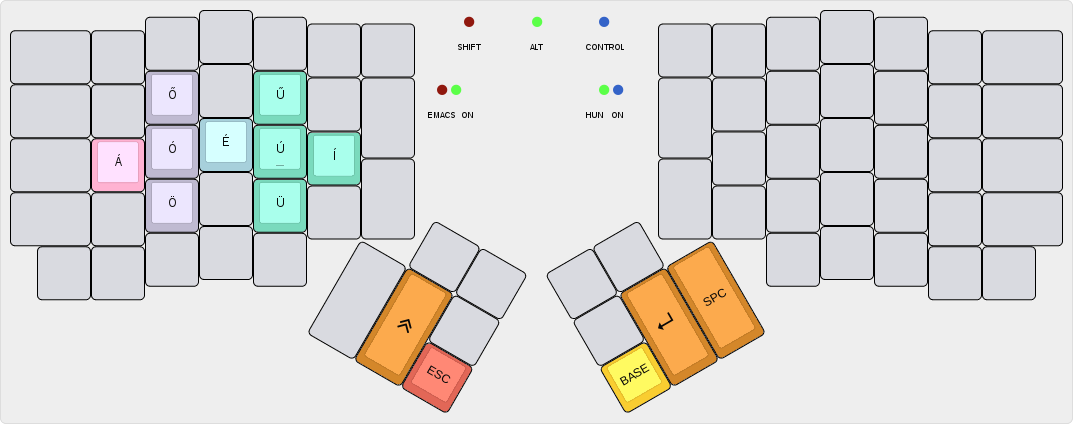 SHIFT ALT CONTROL
EMACS ON HUN ON
Ő Ű
Á Ó É Ú Í
_
Ö Ü
ESC
SPC
BASE